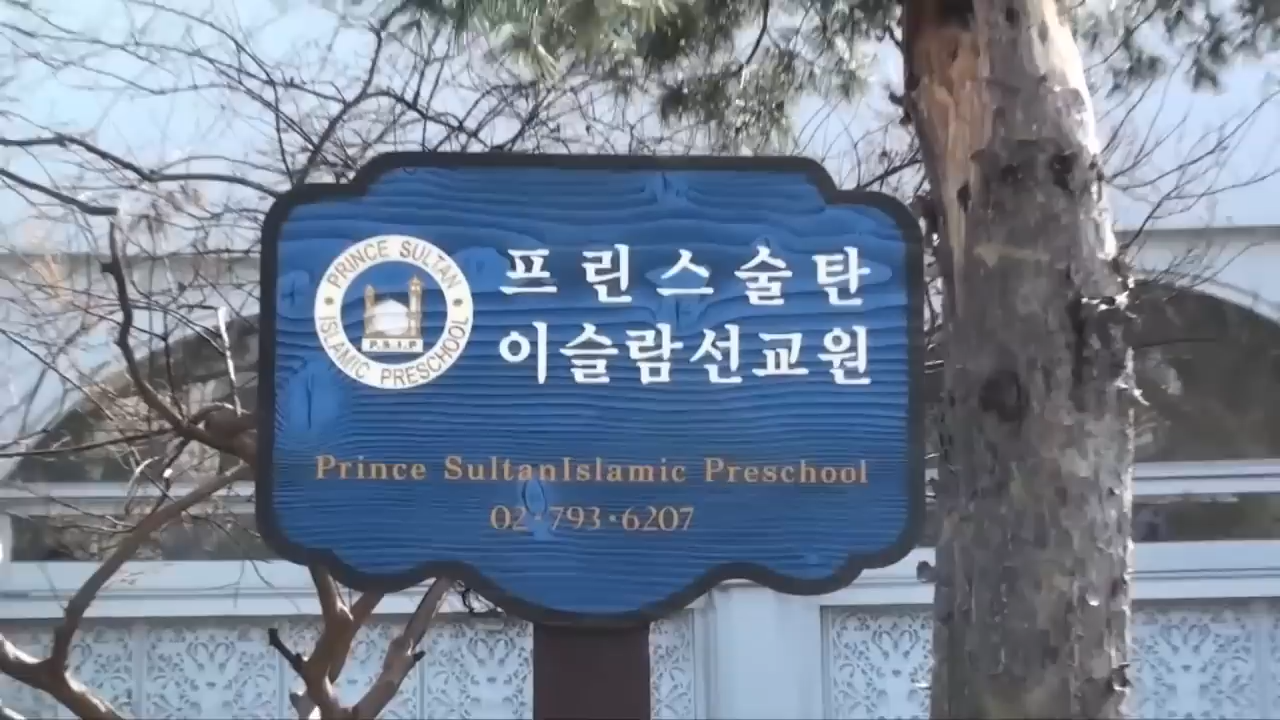 PRINCE SULTAN
ISLAMIC PRESCHOOL
P.S.I.P
프린스술탄
이슬람선교원
Prince SultanIslamic Preschool
02·793·6207